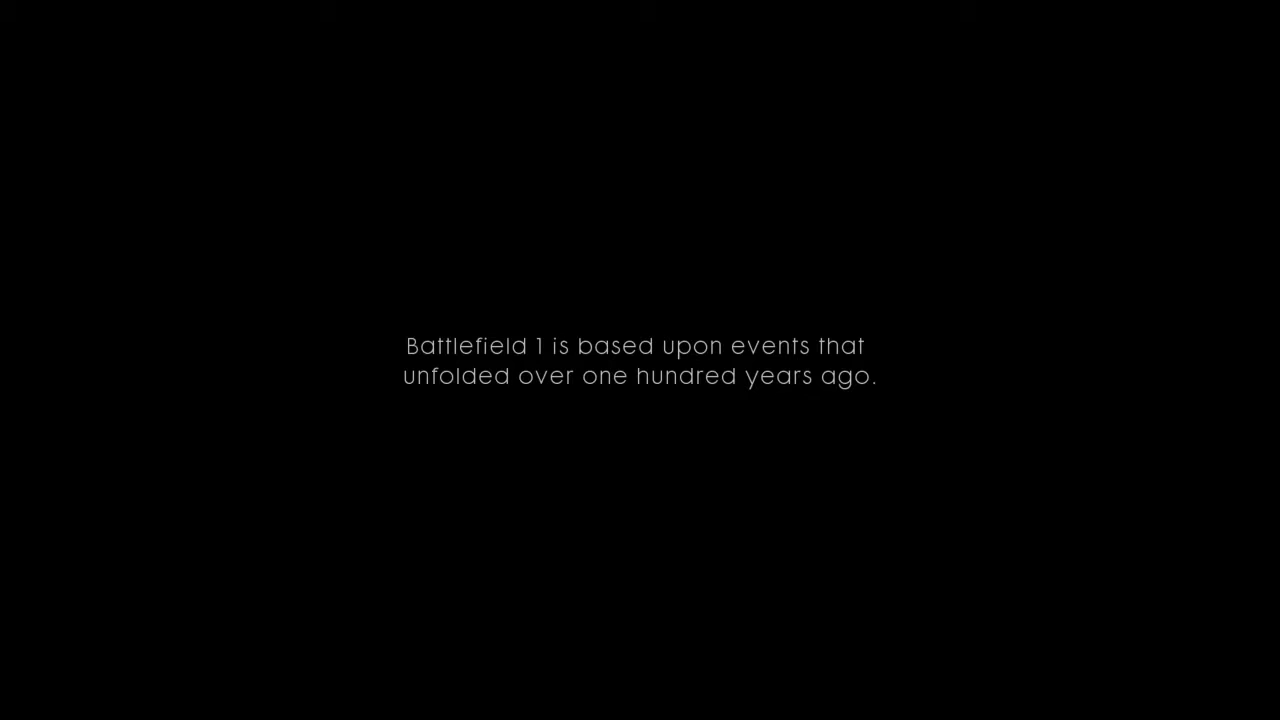 Battlefield 1 is based upon events that
unfolded over one hundred years ago.